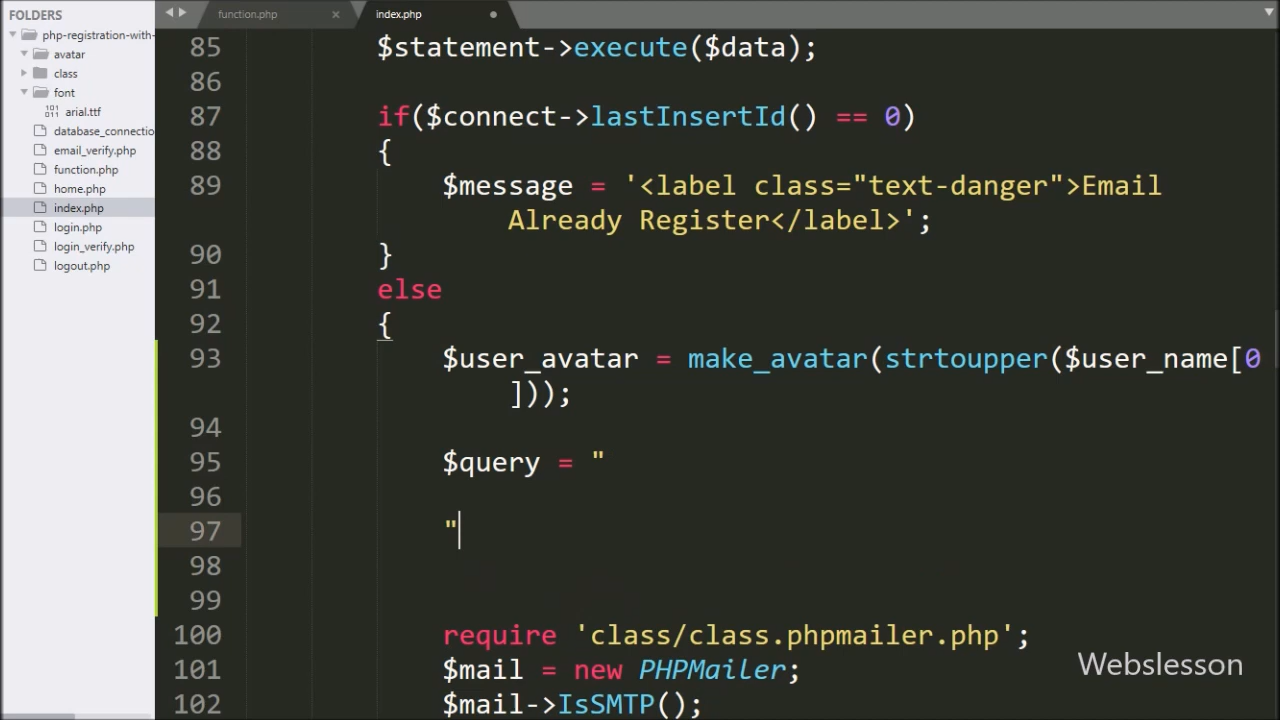 FOLDERS
php-registration-with-
avatar
class
font
arial.ttf
database_connectio
email_verify.php
function.php
home.php
index.php
login.php
login_verify.php
logout.php
function.php × index.php
85 $statement->execute($data);
86
87 if($connect->lastInsertId() == 0)
88 {
89 $message = '<label class="text-danger">Email
Already Register</label>';
90 }
91 else
92 {
93 $user_avatar = make_avatar(strtoupper($user_name[0
]));
94
95 $query = "
96
97 "
98
99
100 require 'class/class.phpmailer.php';
101 $mail = new PHPMailer;
102 $mail->IsSMTP();
Webslesson